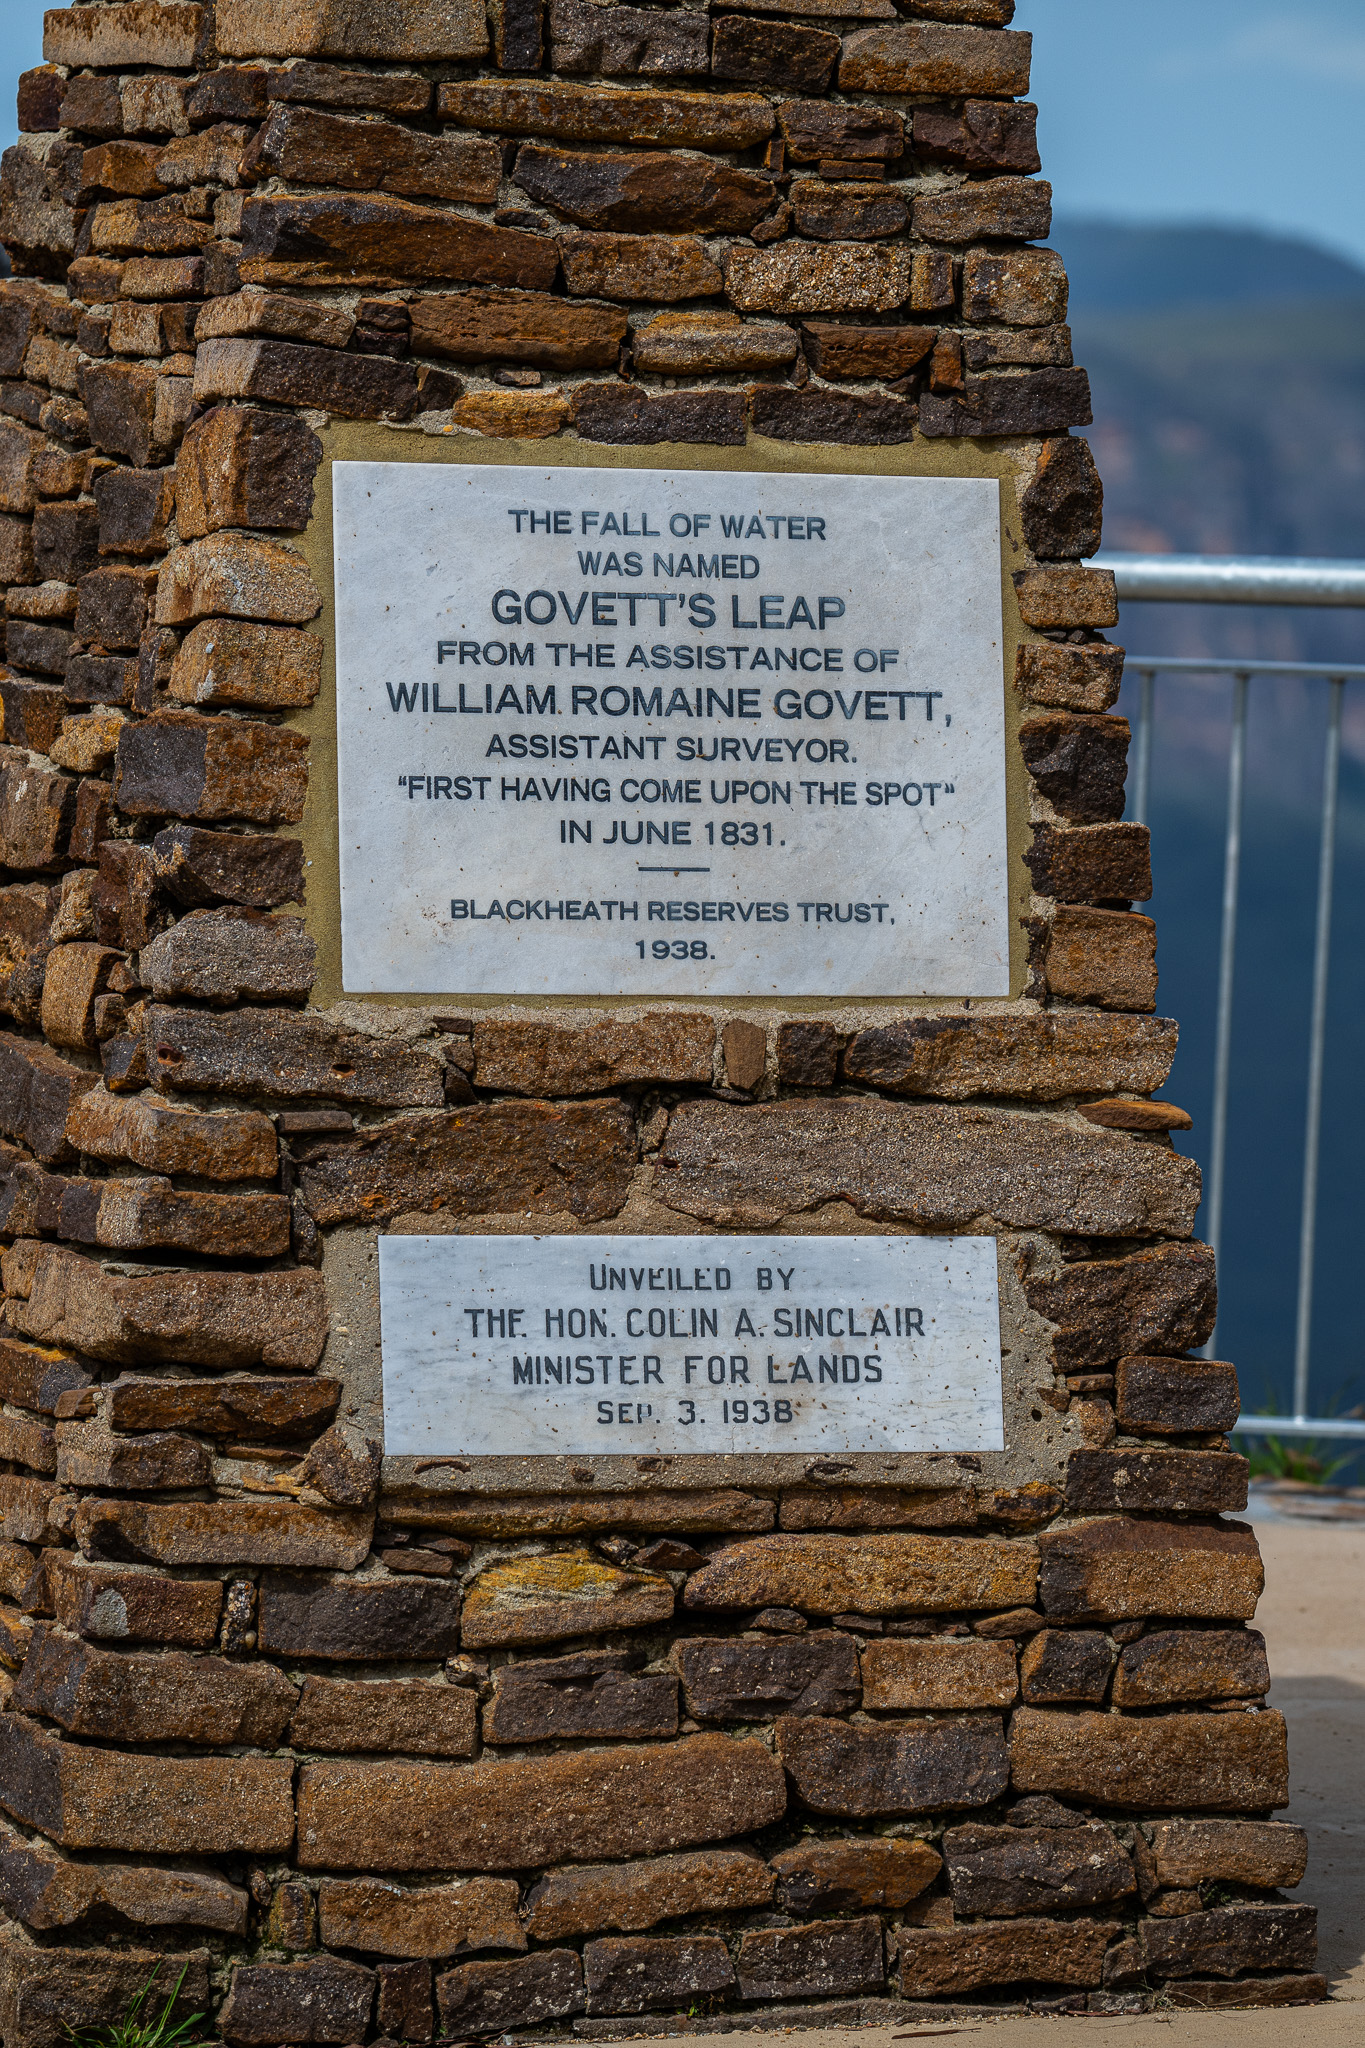 THE FALL OF WATER
WAS NAMED
GOVETT'S LEAP
FROM THE ASSISTANCE OF
WILLIAM ROMAINE GOVETT,
ASSISTANT SURVEYOR.
"FIRST HAVING COME UPON THE SPOT"
IN JUNE 1831.
BLACKHEATH RESERVES TRUST,
1938.
UNVEILED BY
THE. HON. COLIN A. SINCLAIR
MINISTER FOR LANDS
SEP. 3. 1938